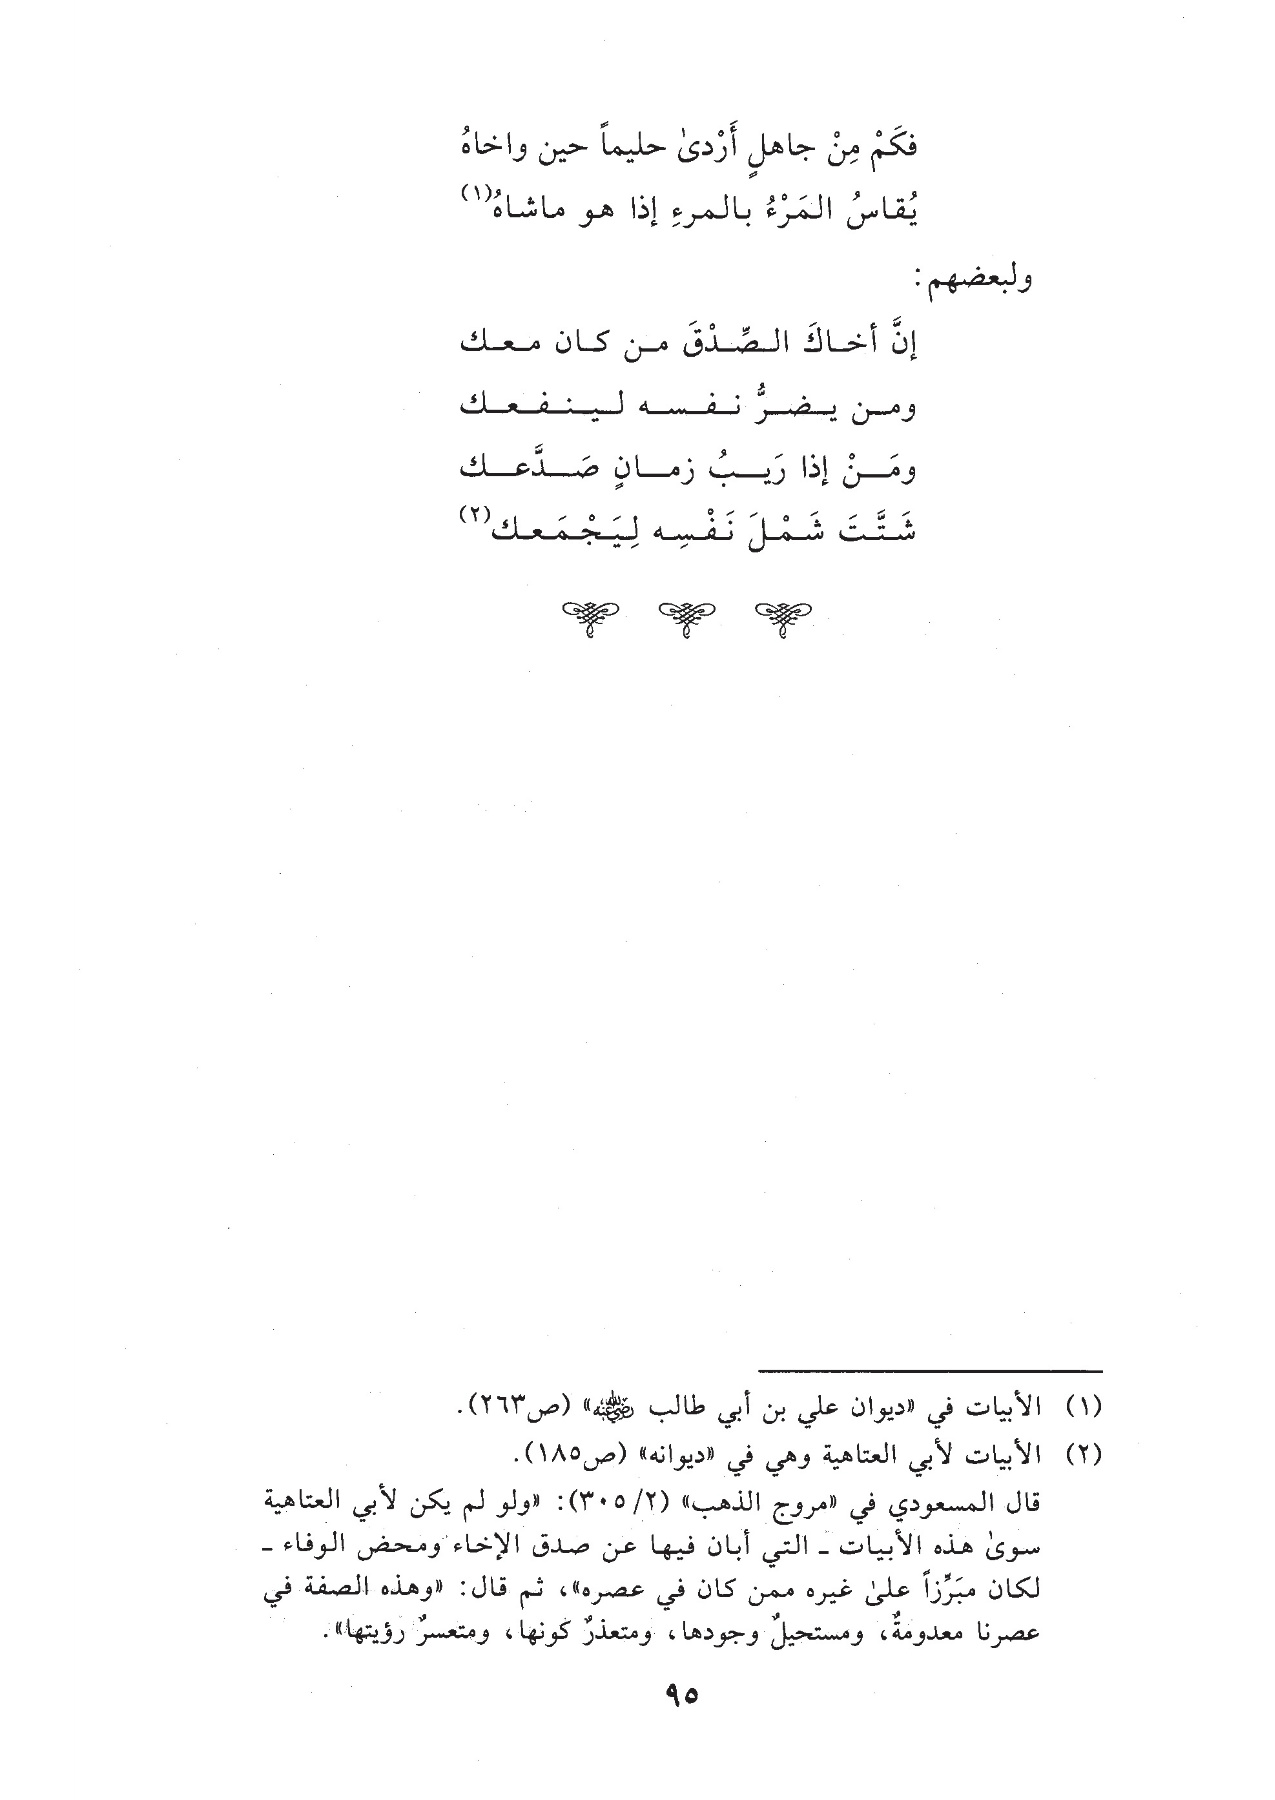 فكَمْ مِنْ جاهلٍ أَرْدىٰ حليماً حين واخاهُ
يُقاسُ المَرْءُ بالمرءِ إذا هو ماشاهُ(١)
ولبعضهم:
إنَّ أخاكَ الصِّدْقَ من كان معك
ومن يضرُّ نفسه لينفعك
ومَنْ إذا رَيبُ زمانٍ صَدَّعك
شَتَّتَ شَمْلَ نَفْسِه لِيَجْمَعك(٢)
(١) الأبيات في «ديوان علي بن أبي طالب رضي الله عنه» (ص٢٦٣).
(٢) الأبيات لأبي العتاهية وهي في «ديوانه» (ص١٨٥).
قال المسعودي في «مروج الذهب» (٣٠٥/٢): «ولو لم يكن لأبي العتاهية
سوىٰ هذه الأبيات ـ التي أبان فيها عن صدق الإخاء ومحض الوفاء ـ
لكان مبَرِّزاً علىٰ غيره ممن كان في عصره»، ثم قال: «وهذه الصفة في
عصرنا معدومةٌ، ومستحيلٌ وجودها، ومتعذرٌ كونها، ومتعسرٌ رؤيتها».
٩٥